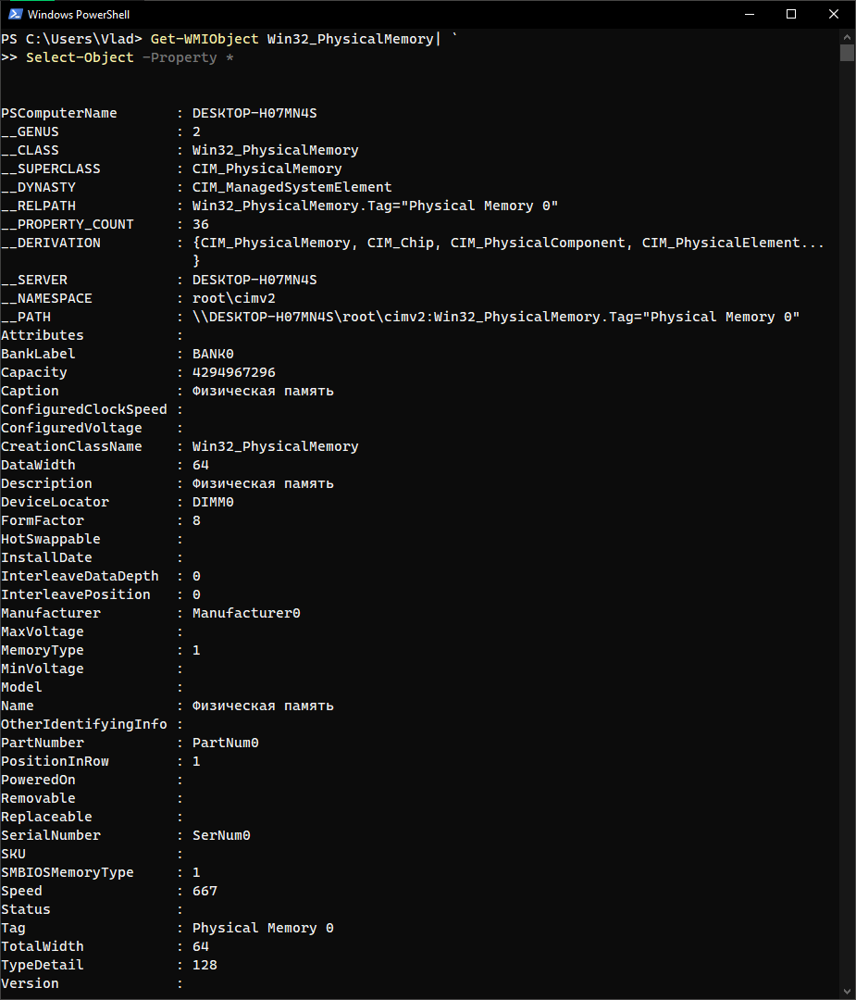 Windows PowerShell
PS C:\Users\Vlad> Get-WMIObject Win32_PhysicalMemory| `
>> Select-Object -Property *
PSComputerName       : DESKTOP-H07MN4S
__GENUS              : 2
__CLASS              : Win32_PhysicalMemory
__SUPERCLASS         : CIM_PhysicalMemory
__DYNASTY            : CIM_ManagedSystemElement
__RELPATH            : Win32_PhysicalMemory.Tag="Physical Memory 0"
__PROPERTY_COUNT     : 36
__DERIVATION         : {CIM_PhysicalMemory, CIM_Chip, CIM_PhysicalComponent, CIM_PhysicalElement...
                       }
__SERVER             : DESKTOP-H07MN4S
__NAMESPACE          : root\cimv2
__PATH               : \\DESKTOP-H07MN4S\root\cimv2:Win32_PhysicalMemory.Tag="Physical Memory 0"
Attributes           :
BankLabel            : BANK0
Capacity             : 4294967296
Caption              : Физическая память
ConfiguredClockSpeed :
ConfiguredVoltage    :
CreationClassName    : Win32_PhysicalMemory
DataWidth            : 64
Description          : Физическая память
DeviceLocator        : DIMM0
FormFactor           : 8
HotSwappable         :
InstallDate          :
InterleaveDataDepth  : 0
InterleavePosition   : 0
Manufacturer         : Manufacturer0
MaxVoltage           :
MemoryType           : 1
MinVoltage           :
Model                :
Name                 : Физическая память
OtherIdentifyingInfo :
PartNumber           : PartNum0
PositionInRow        : 1
PoweredOn            :
Removable            :
Replaceable          :
SerialNumber         : SerNum0
SKU                  :
SMBIOSMemoryType     : 1
Speed                : 667
Status               :
Tag                  : Physical Memory 0
TotalWidth           : 64
TypeDetail           : 128
Version              :